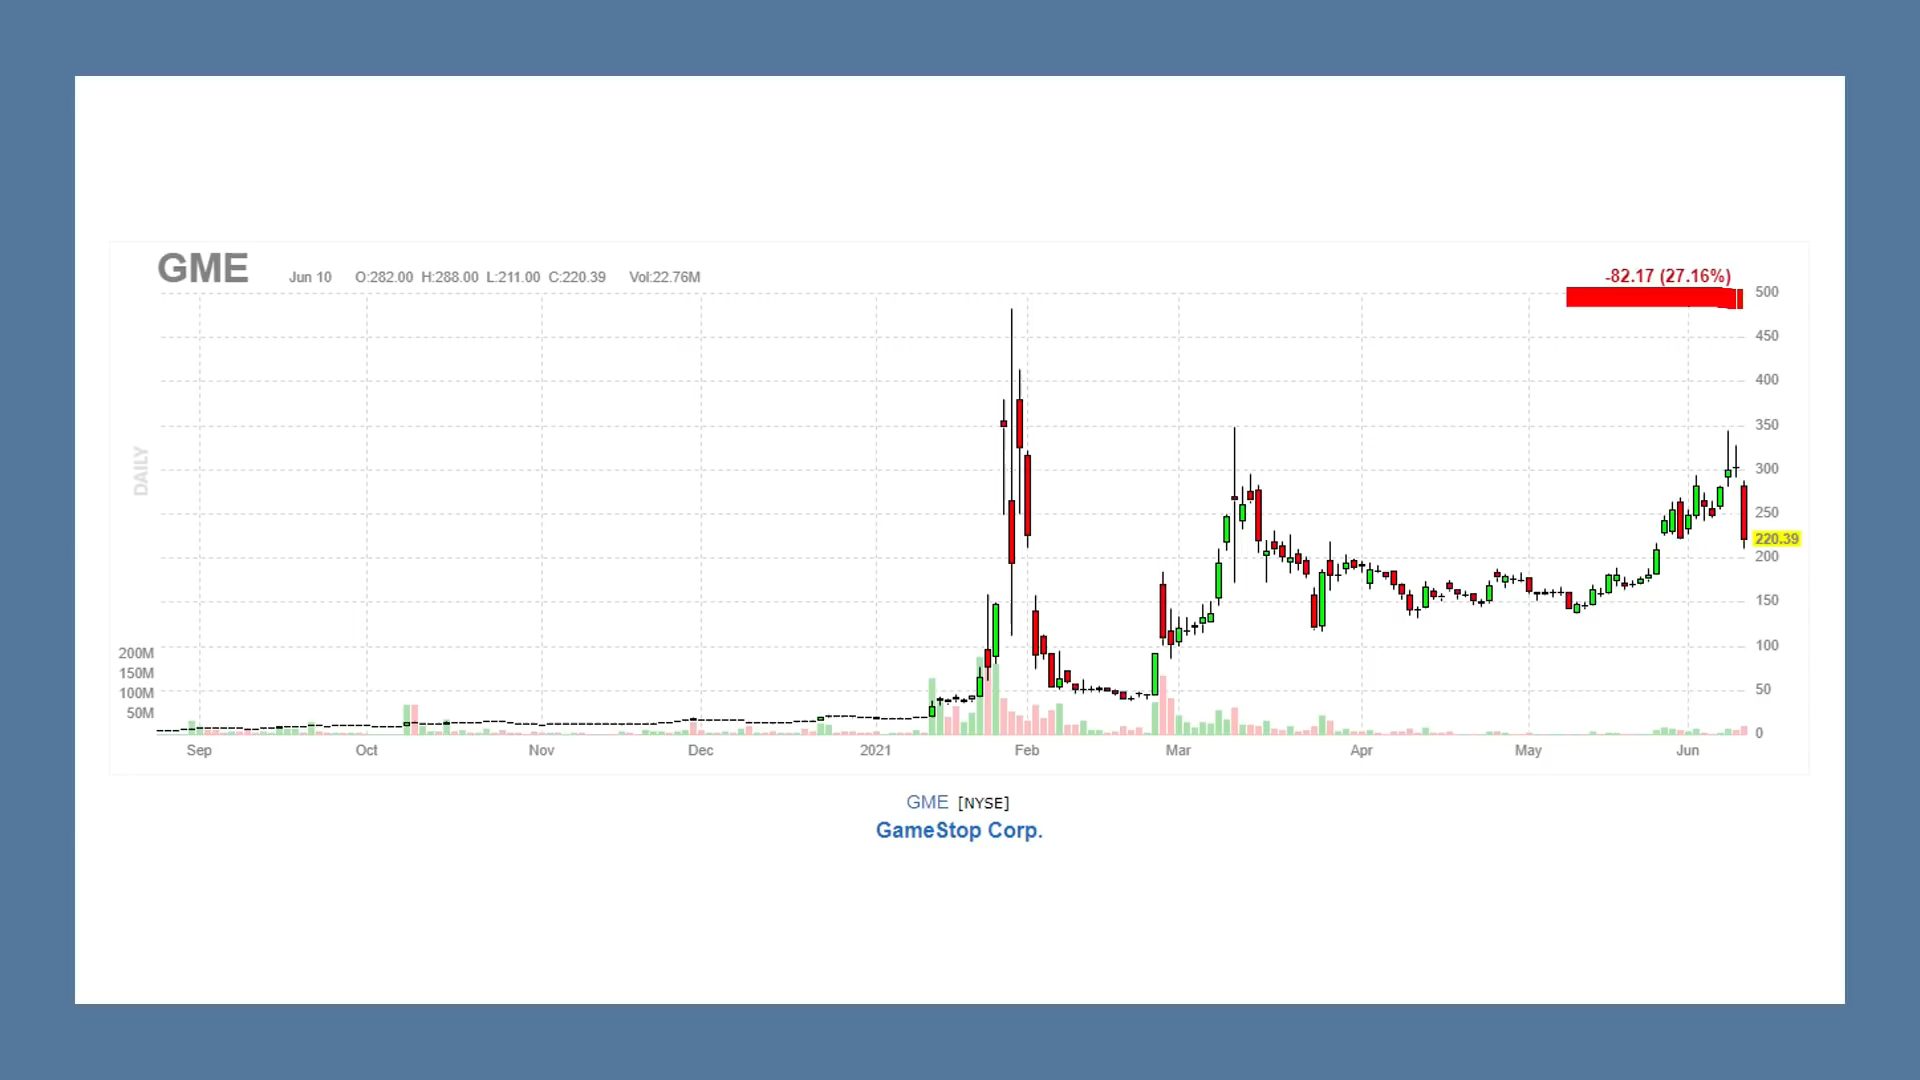 GME Jun 10 O:282.00 H:288.00 L:211.00 C:220.39 Vol:22.76M
-82.17 (27.16%)
500
450
400
350
300
250
220.39
200
150
100
50
0
DAILY
200M
150M
100M
50M
Sep Oct Nov Dec 2021 Feb Mar Apr May Jun
GME [NYSE]
GameStop Corp.